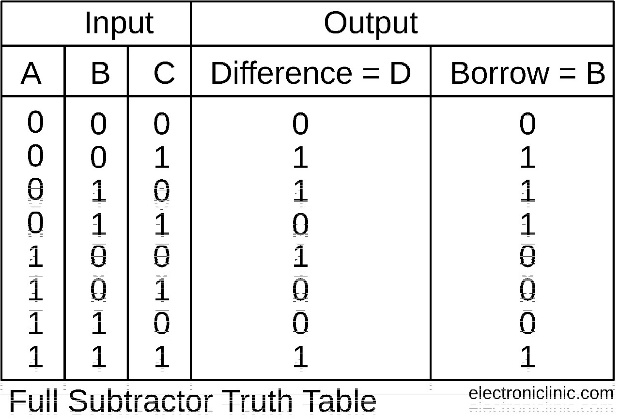 Input Output
A B C Difference = D Borrow = B
0 0 0 0 0
0 0 1 1 1
0 1 0 1 1
0 1 1 0 1
1 0 0 1 0
1 0 1 0 0
1 1 0 0 0
1 1 1 1 1
Full Subtractor Truth Table electroniclinic.com